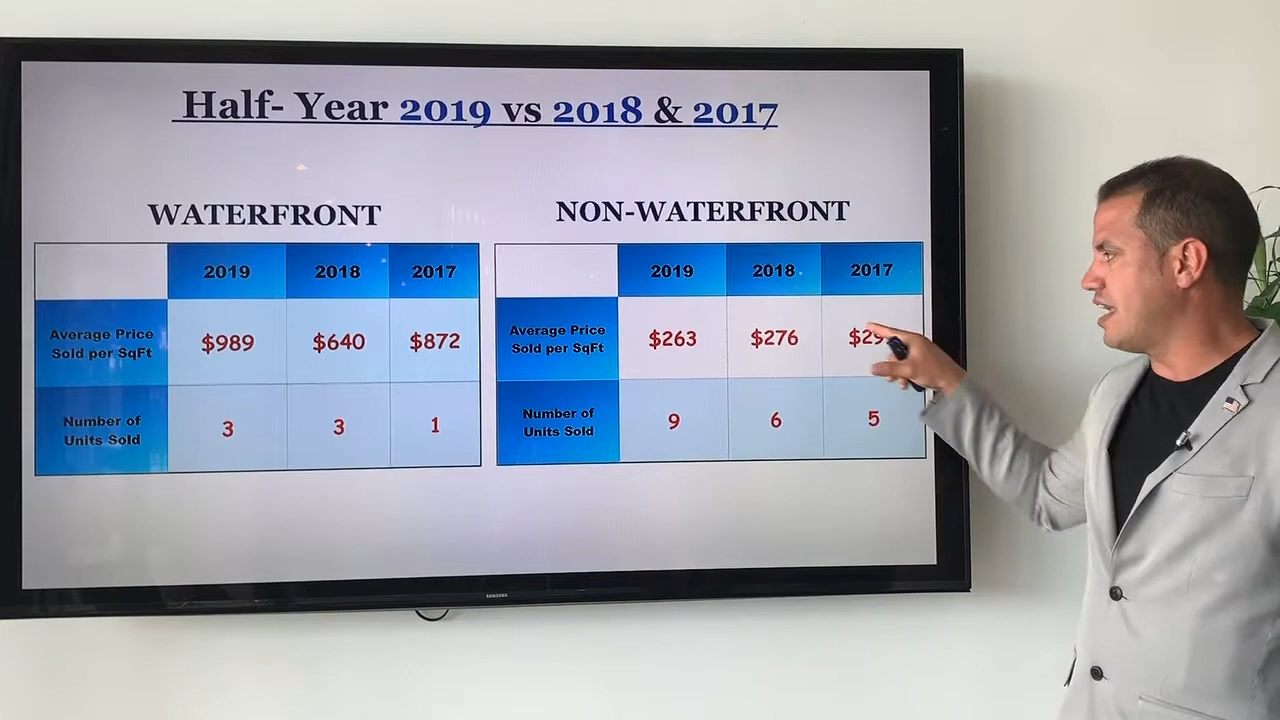 Half- Year 2019 vs 2018 & 2017
WATERFRONT
2019 2018 2017
Average Price
Sold per SqFt
$989 $640 $872
Number of
Units Sold
3 3 1
NON-WATERFRONT
2019 2018 2017
Average Price
Sold per SqFt
$263 $276
Number of
Units Sold
9 6 5
SAMSUNG